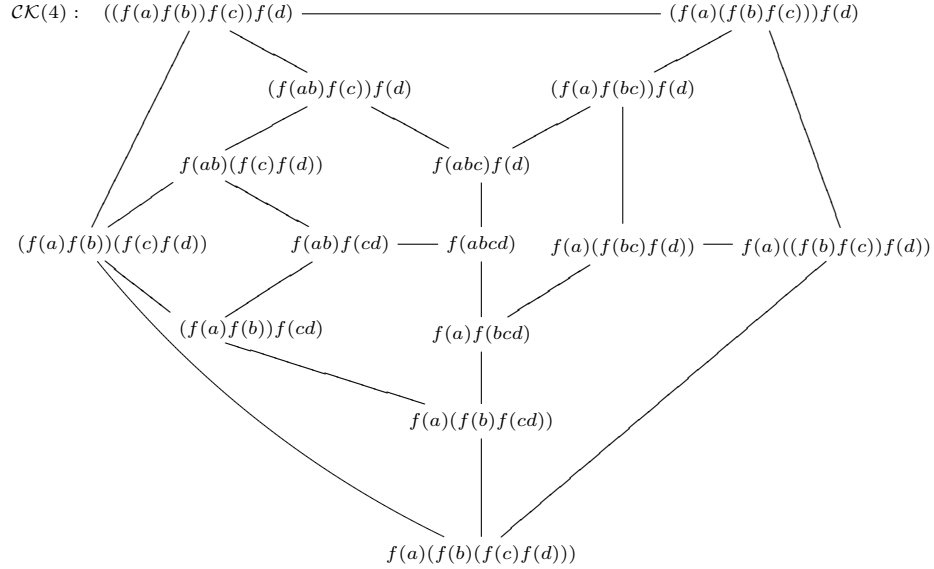 𝒞𝒦(4) : ((f(a)f(b))f(c))f(d) (f(a)(f(b)f(c)))f(d)
(f(ab)f(c))f(d) (f(a)f(bc))f(d)
f(ab)(f(c)f(d)) f(abc)f(d)
(f(a)f(b))(f(c)f(d)) f(ab)f(cd) f(abcd) f(a)(f(bc)f(d)) f(a)((f(b)f(c))f(d))
(f(a)f(b))f(cd) f(a)f(bcd)
f(a)(f(b)f(cd))
f(a)(f(b)(f(c)f(d)))